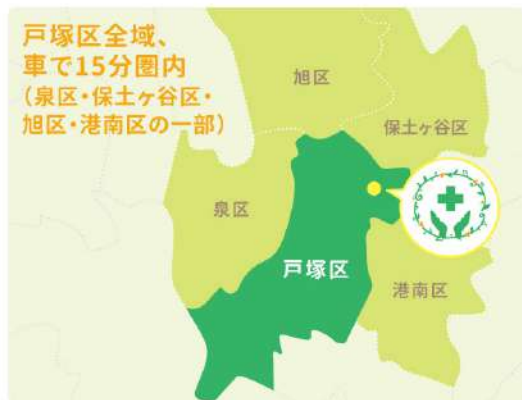 戸塚区全域、
車で15分圏内
（泉区・保土ヶ谷区・
旭区・港南区の一部）
旭区
保土ヶ谷区
泉区
戸塚区
港南区